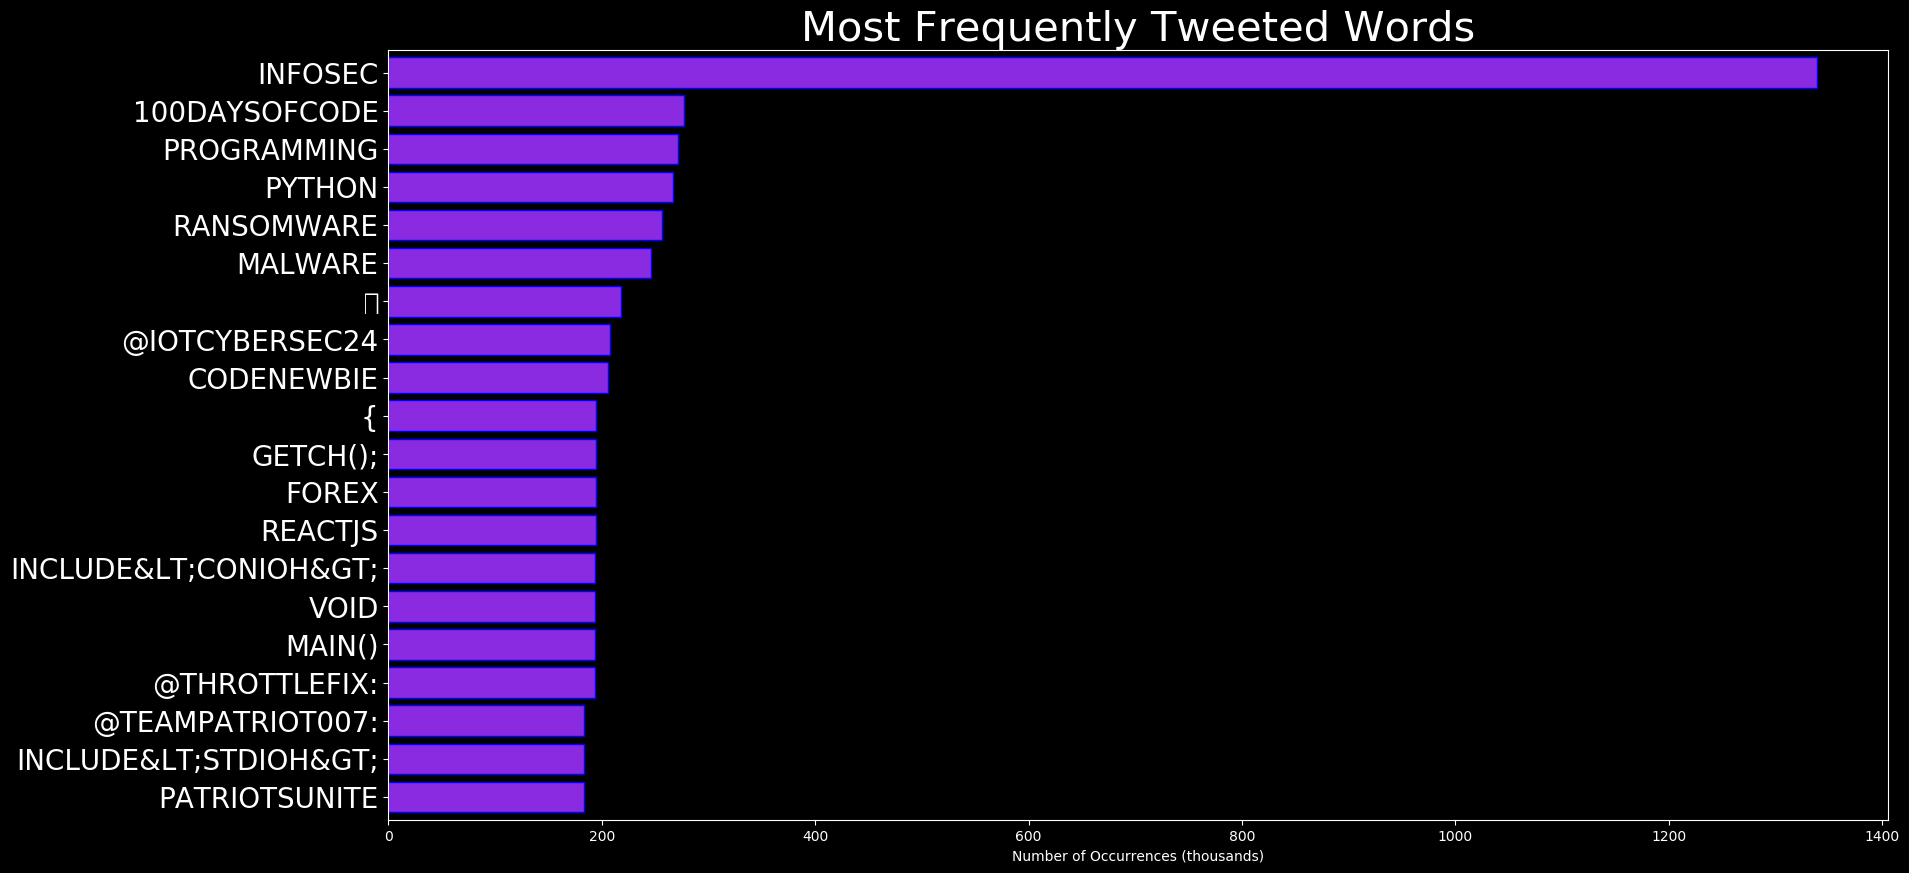 Most Frequently Tweeted Words
INFOSEC
100DAYSOFCODE
PROGRAMMING
PYTHON
RANSOMWARE
MALWARE
@IOTCYBERSEC24
CODENEWBIE
{
GETCH();
FOREX
REACTJS
INCLUDE&LT;CONIOH&GT;
VOID
MAIN()
@THROTTLEFIX:
@TEAMPATRIOT007:
INCLUDE&LT;STDIOH&GT;
PATRIOTSUNITE
0 200 400 600 800 1000 1200 1400
Number of Occurrences (thousands)